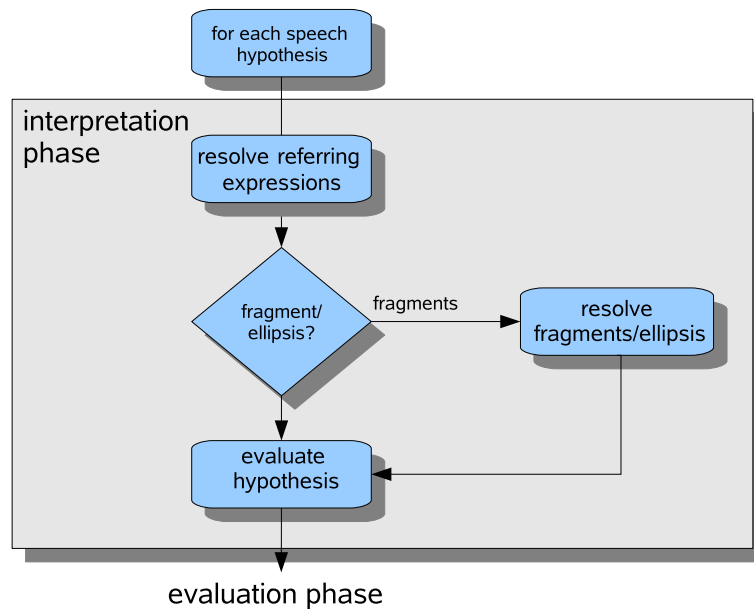 for each speech
hypothesis
interpretation
phase
resolve referring
expressions
fragment/
ellipsis?
fragments
resolve
fragments/ellipsis
evaluate
hypothesis
evaluation phase